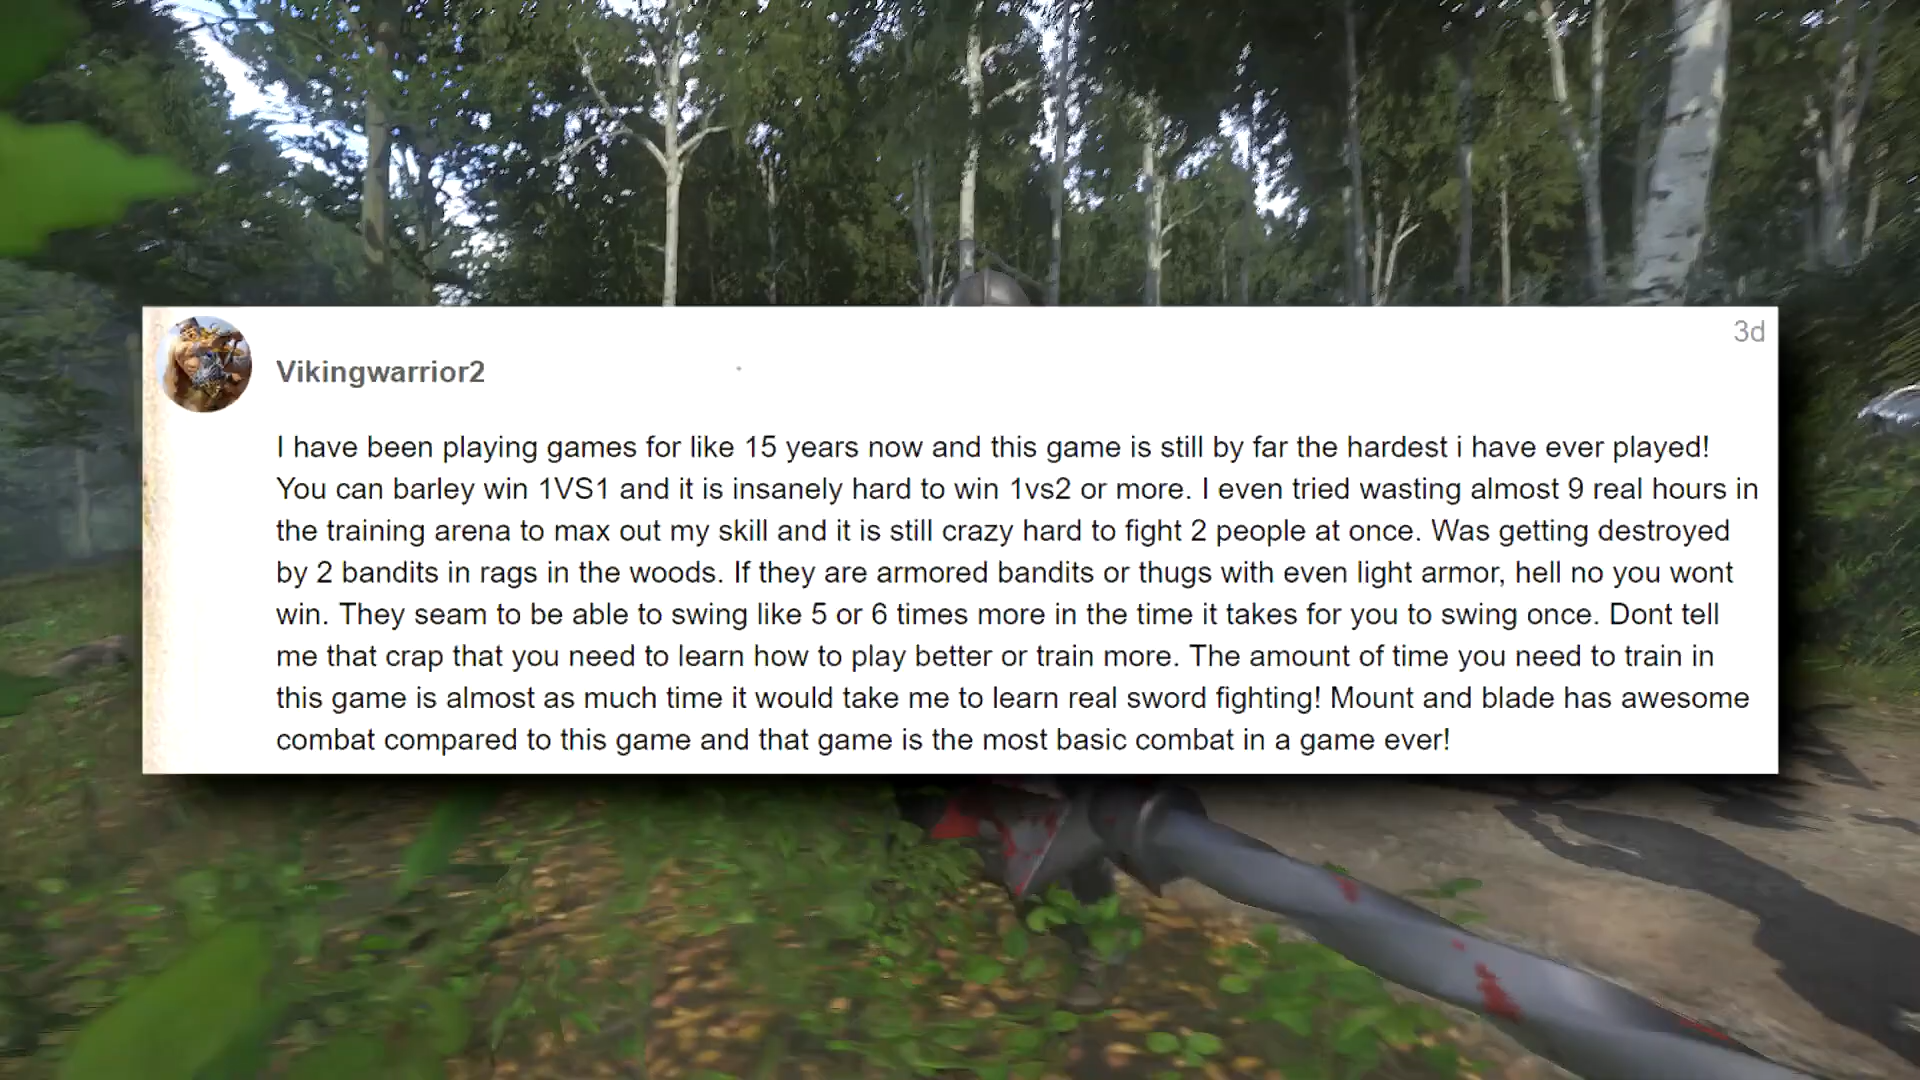 3d
Vikingwarrior2
I have been playing games for like 15 years now and this game is still by far the hardest i have ever played!
You can barley win 1VS1 and it is insanely hard to win 1vs2 or more. I even tried wasting almost 9 real hours in
the training arena to max out my skill and it is still crazy hard to fight 2 people at once. Was getting destroyed
by 2 bandits in rags in the woods. If they are armored bandits or thugs with even light armor, hell no you wont
win. They seam to be able to swing like 5 or 6 times more in the time it takes for you to swing once. Dont tell
me that crap that you need to learn how to play better or train more. The amount of time you need to train in
this game is almost as much time it would take me to learn real sword fighting! Mount and blade has awesome
combat compared to this game and that game is the most basic combat in a game ever!